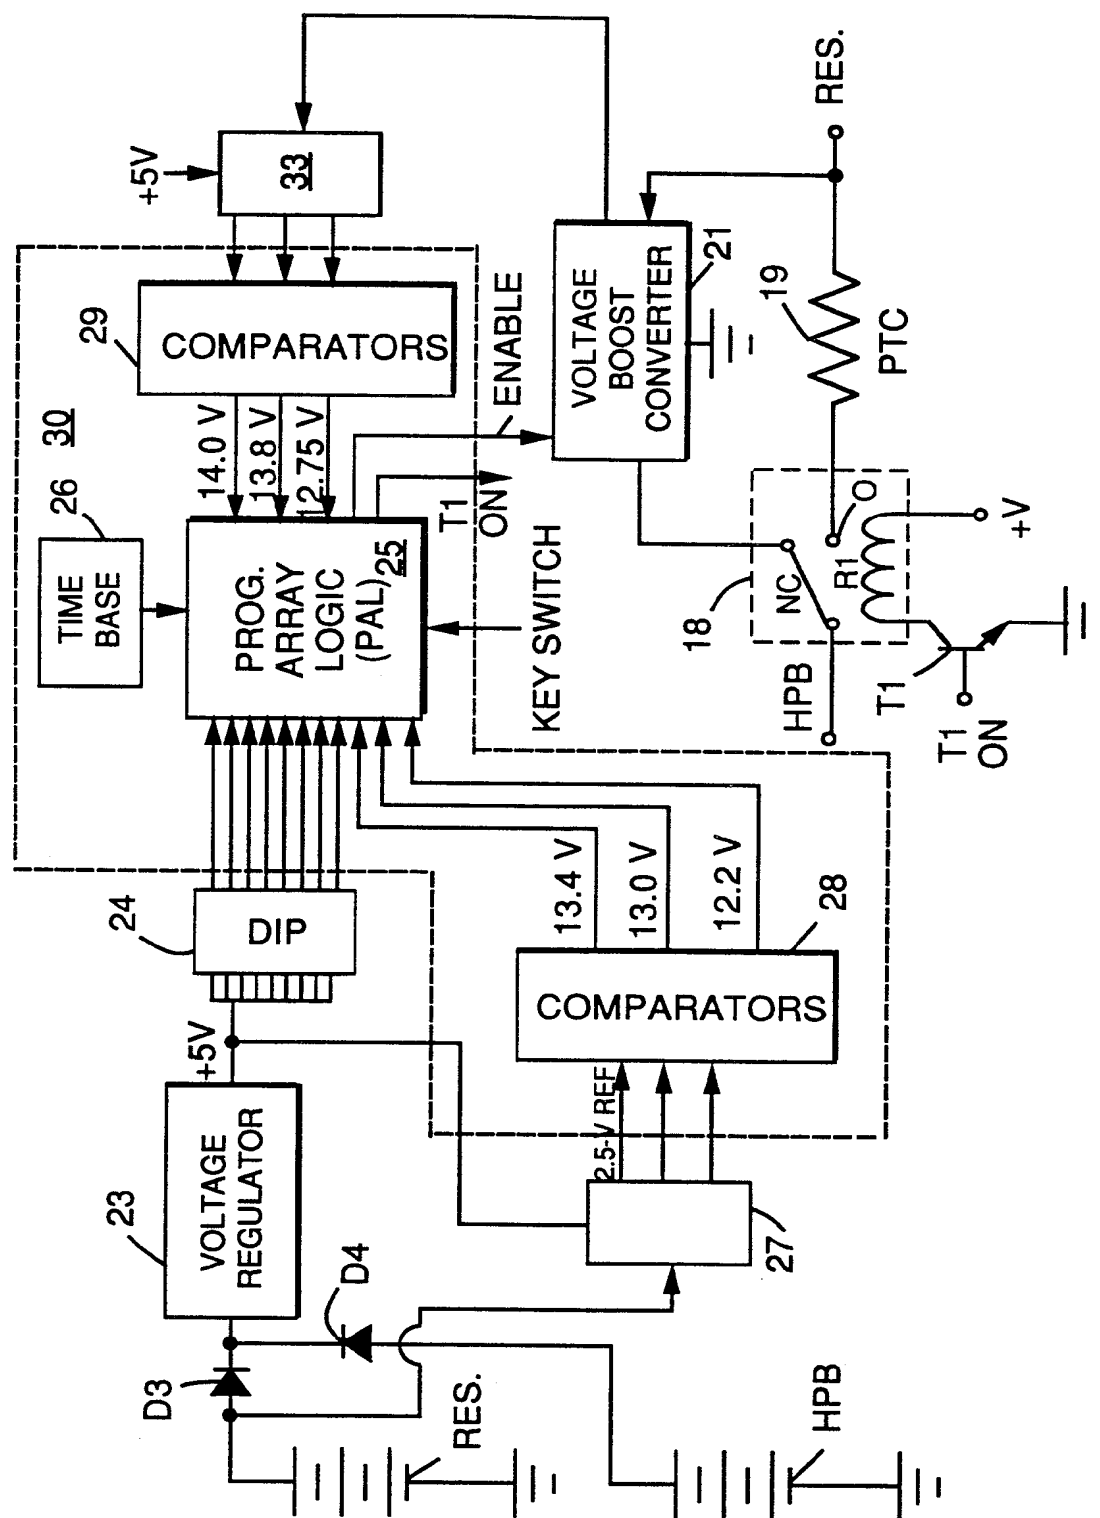 D3
D4
RES.
HPB
23
VOLTAGE
REGULATOR
+5V
24
DIP
27
2.5-V REF
COMPARATORS
28
13.4 V
13.0 V
12.2 V
TIME
BASE
26
30
PROG.
ARRAY
LOGIC
(PAL)
25
KEY SWITCH
T1
ON
ENABLE
14.0 V
13.8 V
12.75 V
29
COMPARATORS
+5V
33
VOLTAGE
BOOST
CONVERTER
21
18
HPB
NC
O
R1
T1
T1
ON
+V
19
PTC
RES.